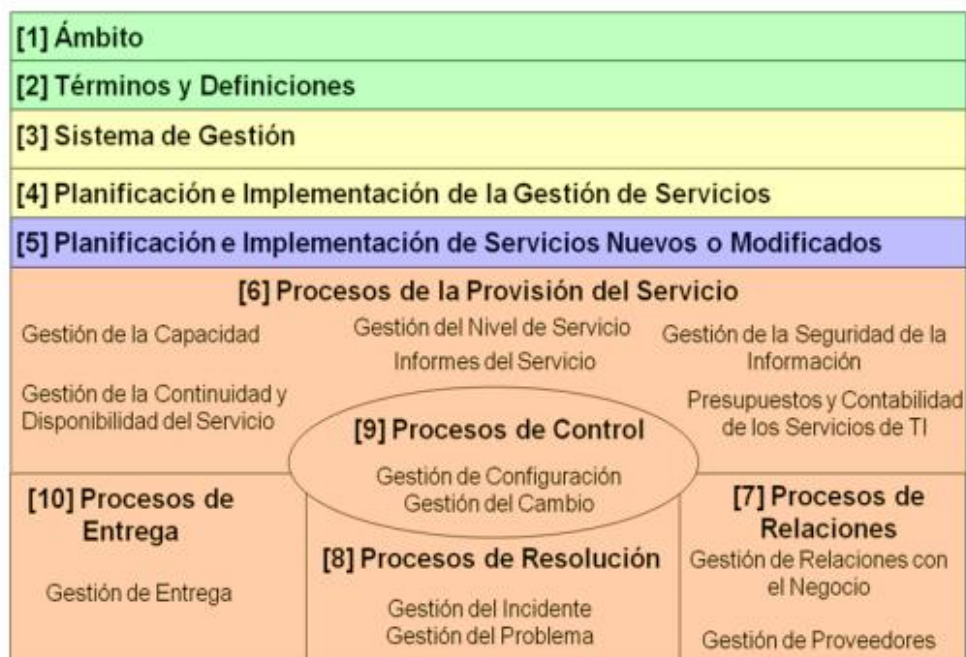 [1] Ámbito
[2] Términos y Definiciones
[3] Sistema de Gestión
[4] Planificación e Implementación de la Gestión de Servicios
[5] Planificación e Implementación de Servicios Nuevos o Modificados
[6] Procesos de la Provisión del Servicio
Gestión de la Capacidad
Gestión de la Continuidad y
Disponibilidad del Servicio
Gestión del Nivel de Servicio
Informes del Servicio
Gestión de la Seguridad de la
Información
Presupuestos y Contabilidad
de los Servicios de TI
[9] Procesos de Control
Gestión de Configuración
Gestión del Cambio
[10] Procesos de
Entrega
Gestión de Entrega
[8] Procesos de Resolución
Gestión del Incidente
Gestión del Problema
[7] Procesos de
Relaciones
Gestión de Relaciones con
el Negocio
Gestión de Proveedores